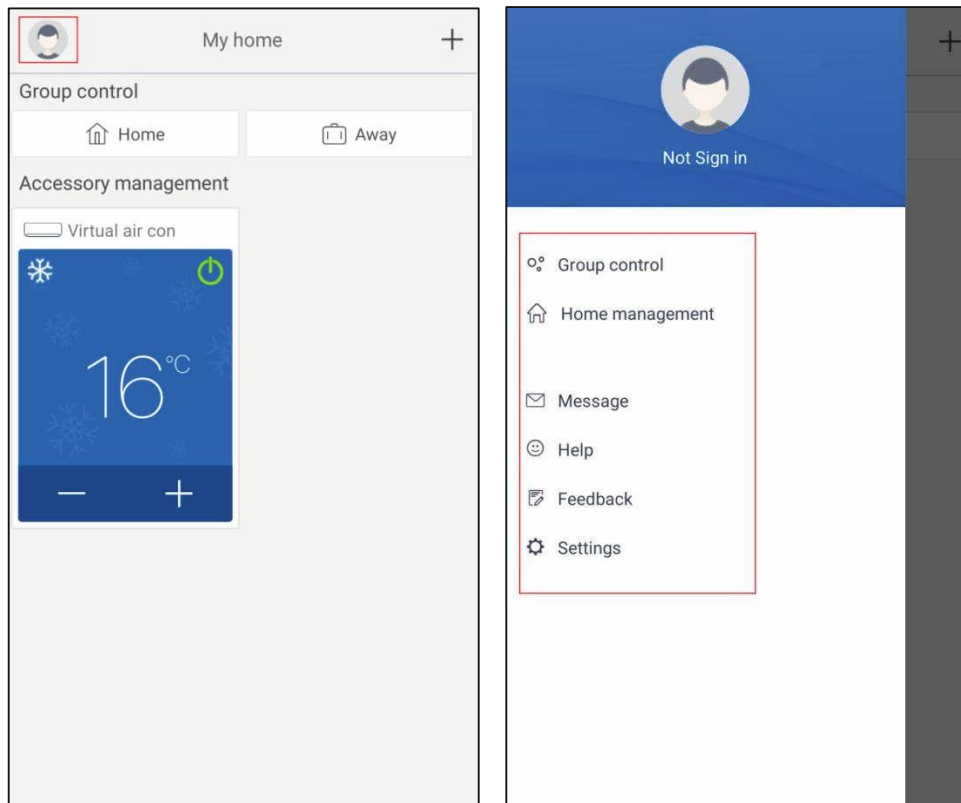 My home
Group control
Home
Away
Accessory management
Virtual air con
16°C
Not Sign in
Group control
Home management
Message
Help
Feedback
Settings